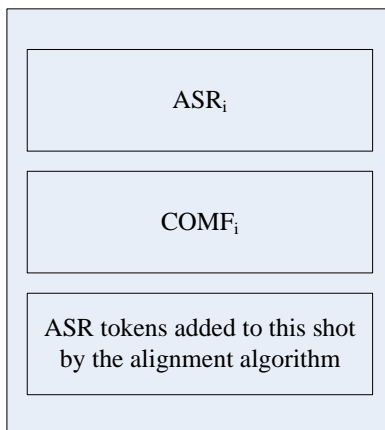 ASRᵢ
COMFᵢ
ASR tokens added to this shot
by the alignment algorithm